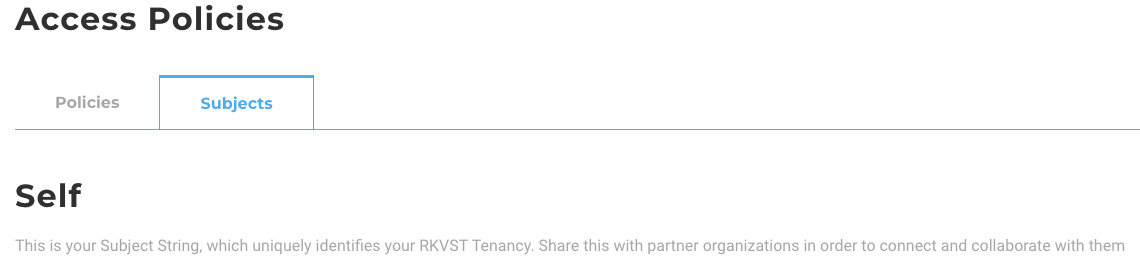 Access Policies
Policies
Subjects
Self
This is your Subject String, which uniquely identifies your RKVST Tenancy. Share this with partner organizations in order to connect and collaborate with them